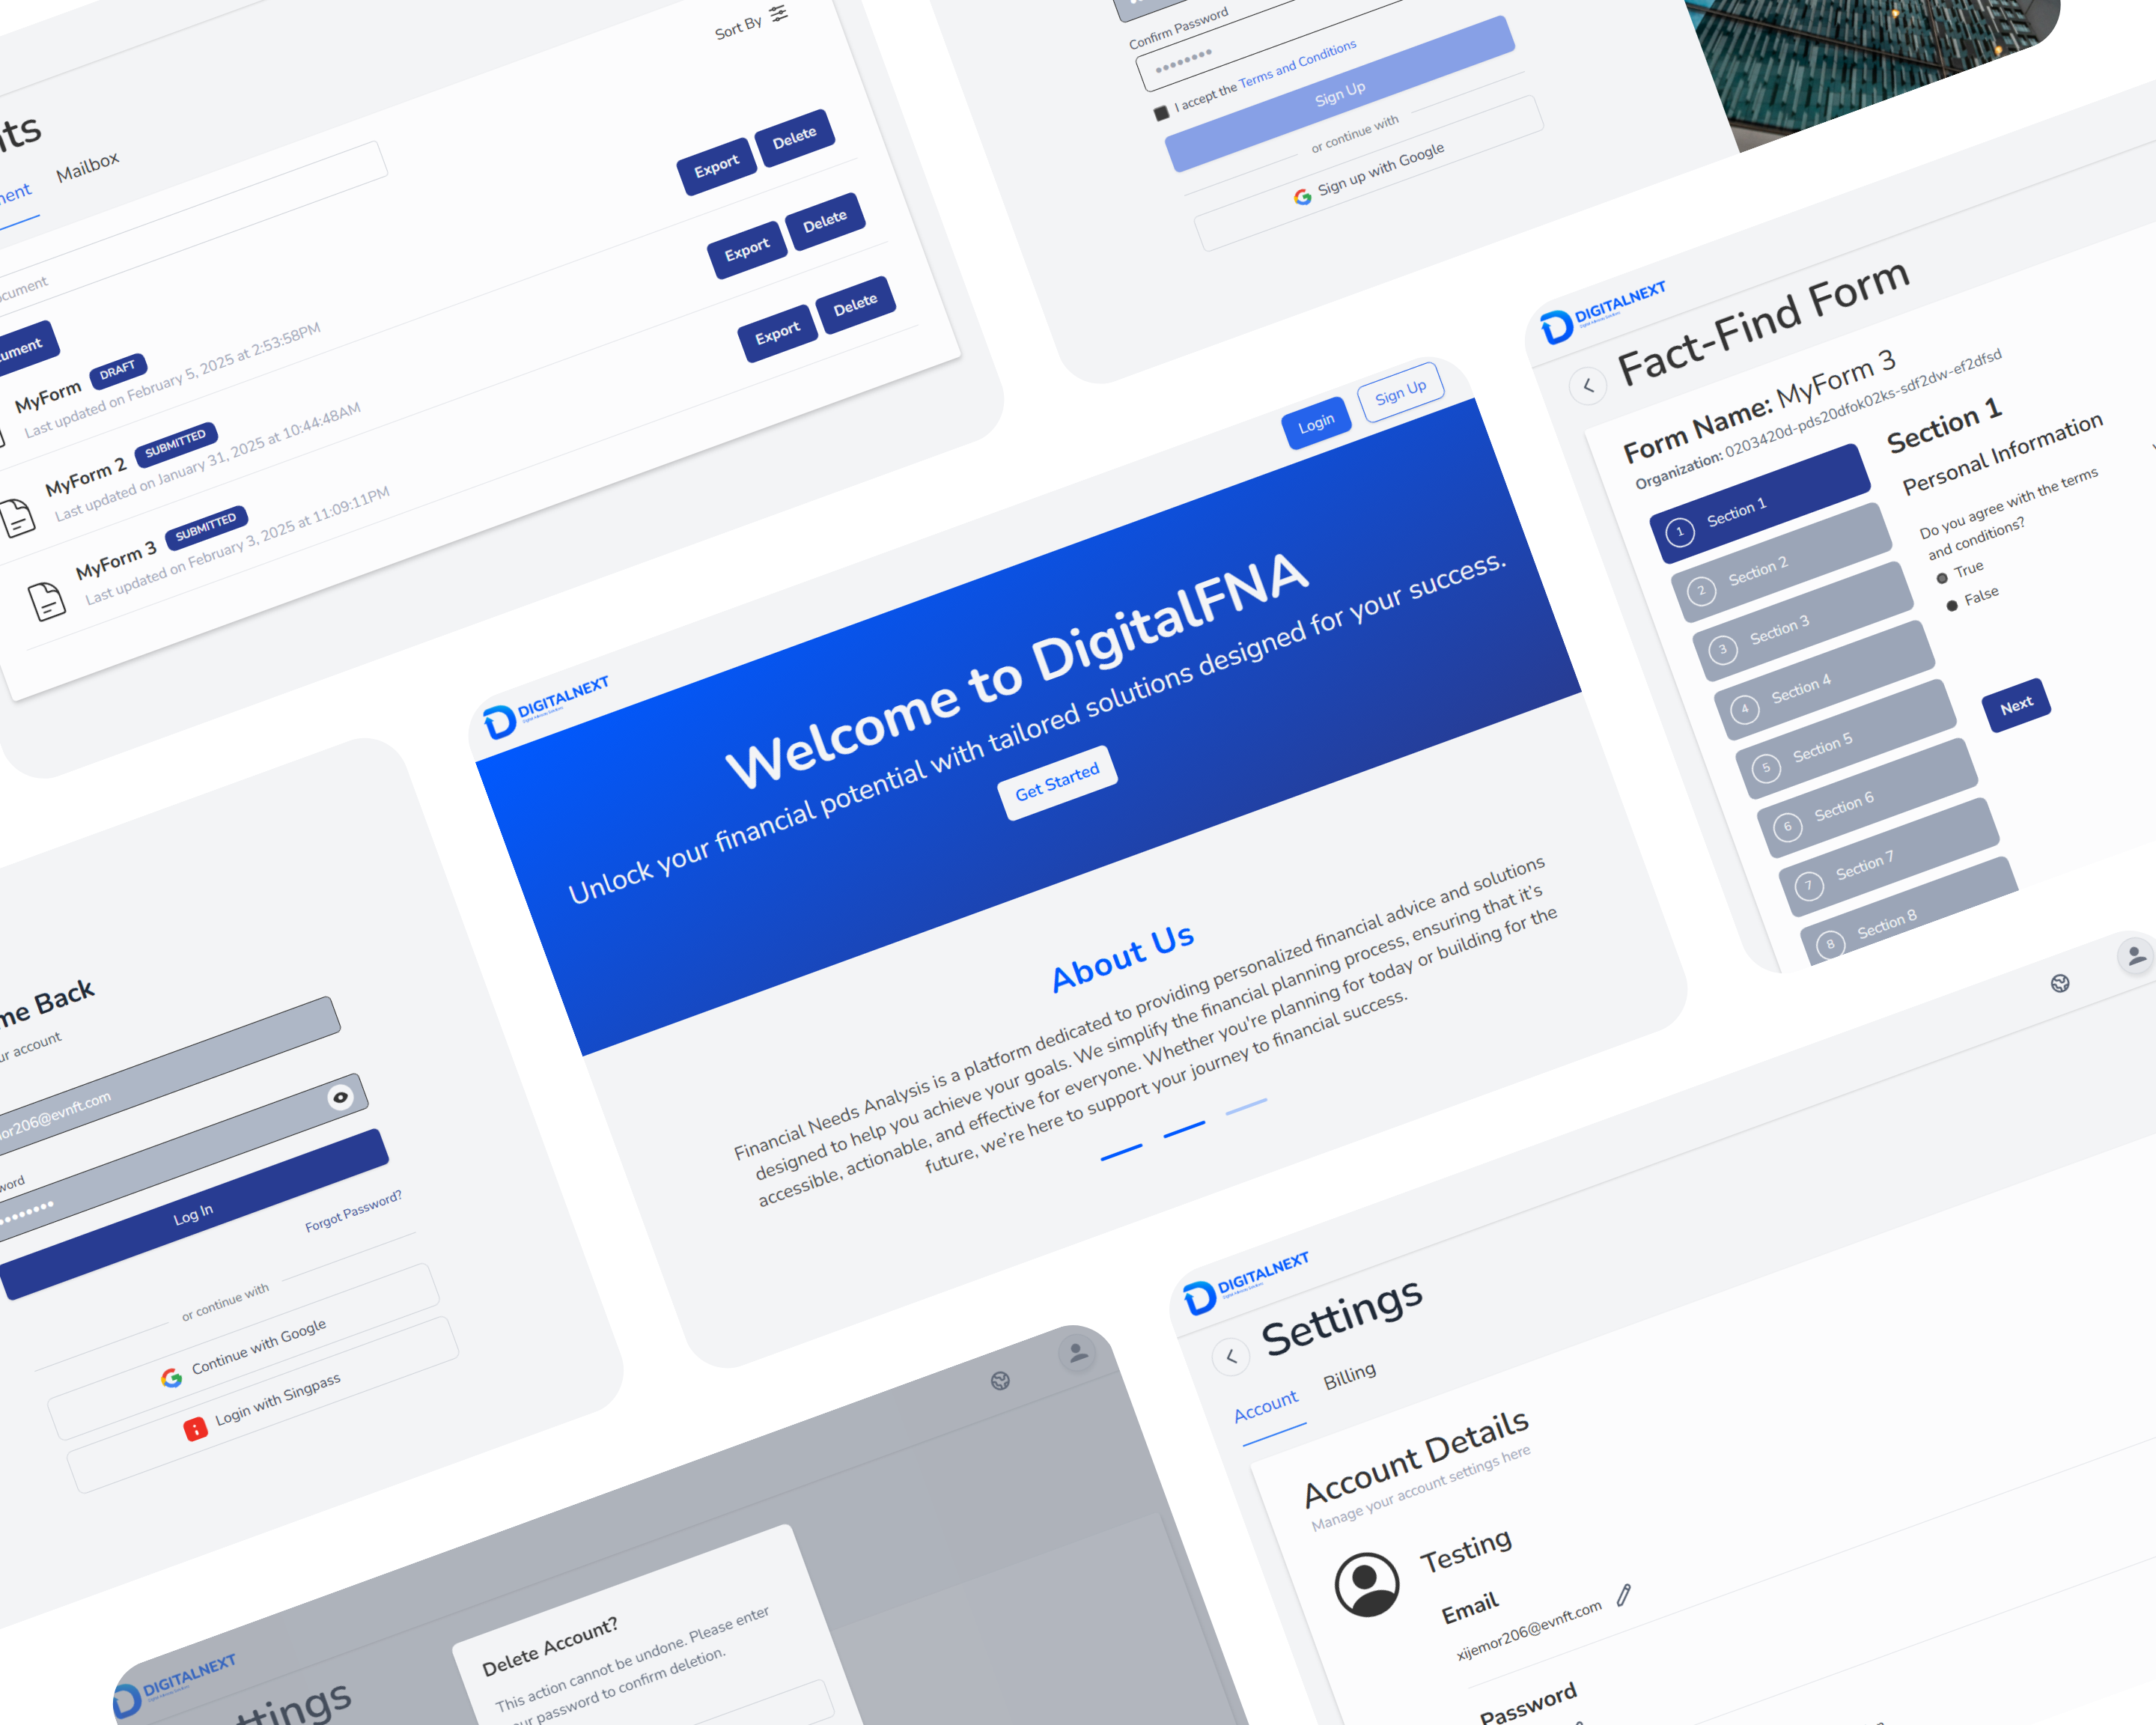 Sort By
Mailbox
Export
Delete
MyForm
DRAFT
Last updated on February 5, 2025 at 2:53:58PM
Export
Delete
MyForm 2
SUBMITTED
Last updated on January 31, 2025 at 10:44:48AM
Export
Delete
MyForm 3
SUBMITTED
Last updated on February 3, 2025 at 11:09:11PM
Confirm Password
I accept the Terms and Conditions
Sign Up
or continue with
Sign up with Google
DIGITALNEXT
Fact-Find Form
Form Name: MyForm 3
Organization: 0203420d-pds20dfok02ks-sdf2dw-ef2dfsd
1 Section 1
2 Section 2
3 Section 3
4 Section 4
5 Section 5
6 Section 6
7 Section 7
8 Section 8
Section 1
Personal Information
Do you agree with the terms
and conditions?
True
False
Next
DIGITALNEXT
Login
Sign Up
Welcome to DigitalFNA
Unlock your financial potential with tailored solutions designed for your success.
Get Started
About Us
Financial Needs Analysis is a platform dedicated to providing personalized financial advice and solutions
designed to help you achieve your goals. We simplify the financial planning process, ensuring that it's
accessible, actionable, and effective for everyone. Whether you're planning for today or building for the
future, we're here to support your journey to financial success.
Back
account
206@evnft.com
Log In
Forgot Password?
or continue with
Continue with Google
Login with Singpass
DIGITALNEXT
Delete Account?
This action cannot be undone. Please enter
your password to confirm deletion.
DIGITALNEXT
Settings
Account
Billing
Account Details
Manage your account settings here
Testing
Email
xijemor206@evnft.com
Password